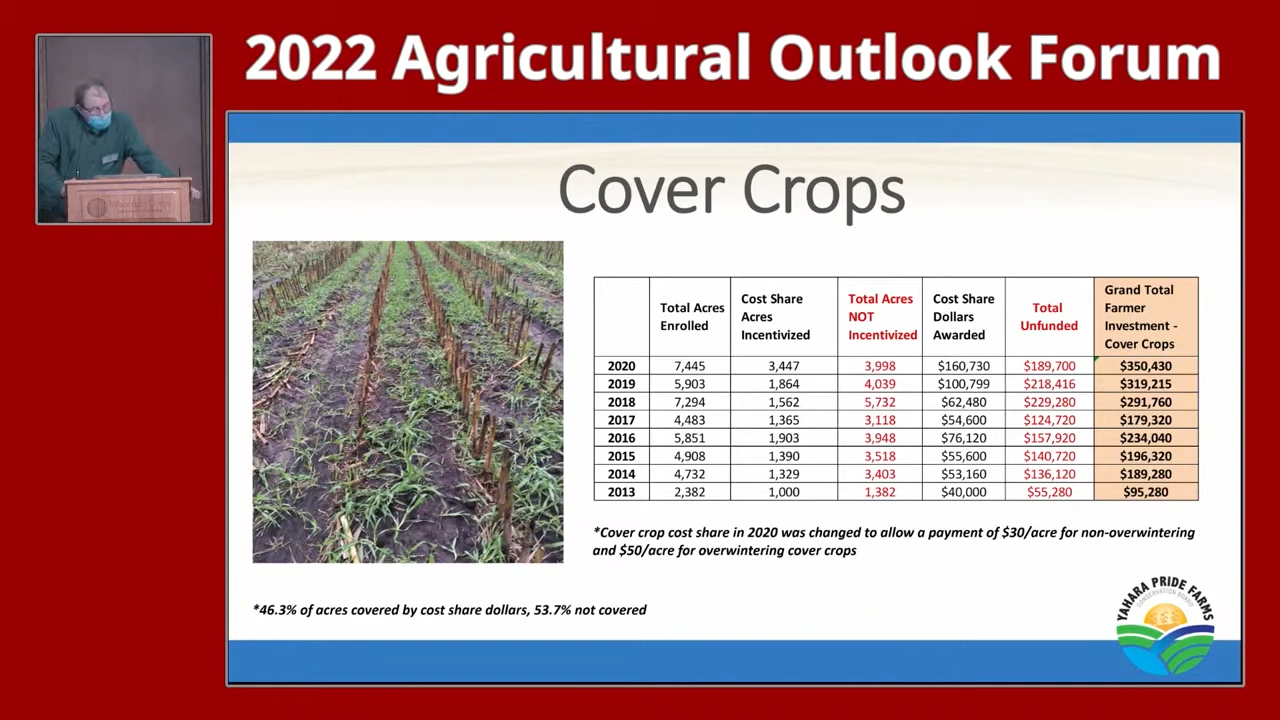 2022 Agricultural Outlook Forum
Cover Crops
Total Acres Enrolled Cost Share Acres Incentivized Total Acres NOT Incentivized Cost Share Dollars Awarded Total Unfunded Grand Total Farmer Investment - Cover Crops
2020 7,445 3,447 3,998 $160,730 $189,700 $350,430
2019 5,903 1,864 4,039 $100,799 $218,416 $319,215
2018 7,294 1,562 5,732 $62,480 $229,280 $291,760
2017 4,483 1,365 3,118 $54,600 $124,720 $179,320
2016 5,851 1,903 3,948 $76,120 $157,920 $234,040
2015 4,908 1,390 3,518 $55,600 $140,720 $196,320
2014 4,732 1,329 3,403 $53,160 $136,120 $189,280
2013 2,382 1,000 1,382 $40,000 $55,280 $95,280
*Cover crop cost share in 2020 was changed to allow a payment of $30/acre for non-overwintering
and $50/acre for overwintering cover crops
*46.3% of acres covered by cost share dollars, 53.7% not covered
YAHARA PRIDE FARMS
CONSERVATION BOARD